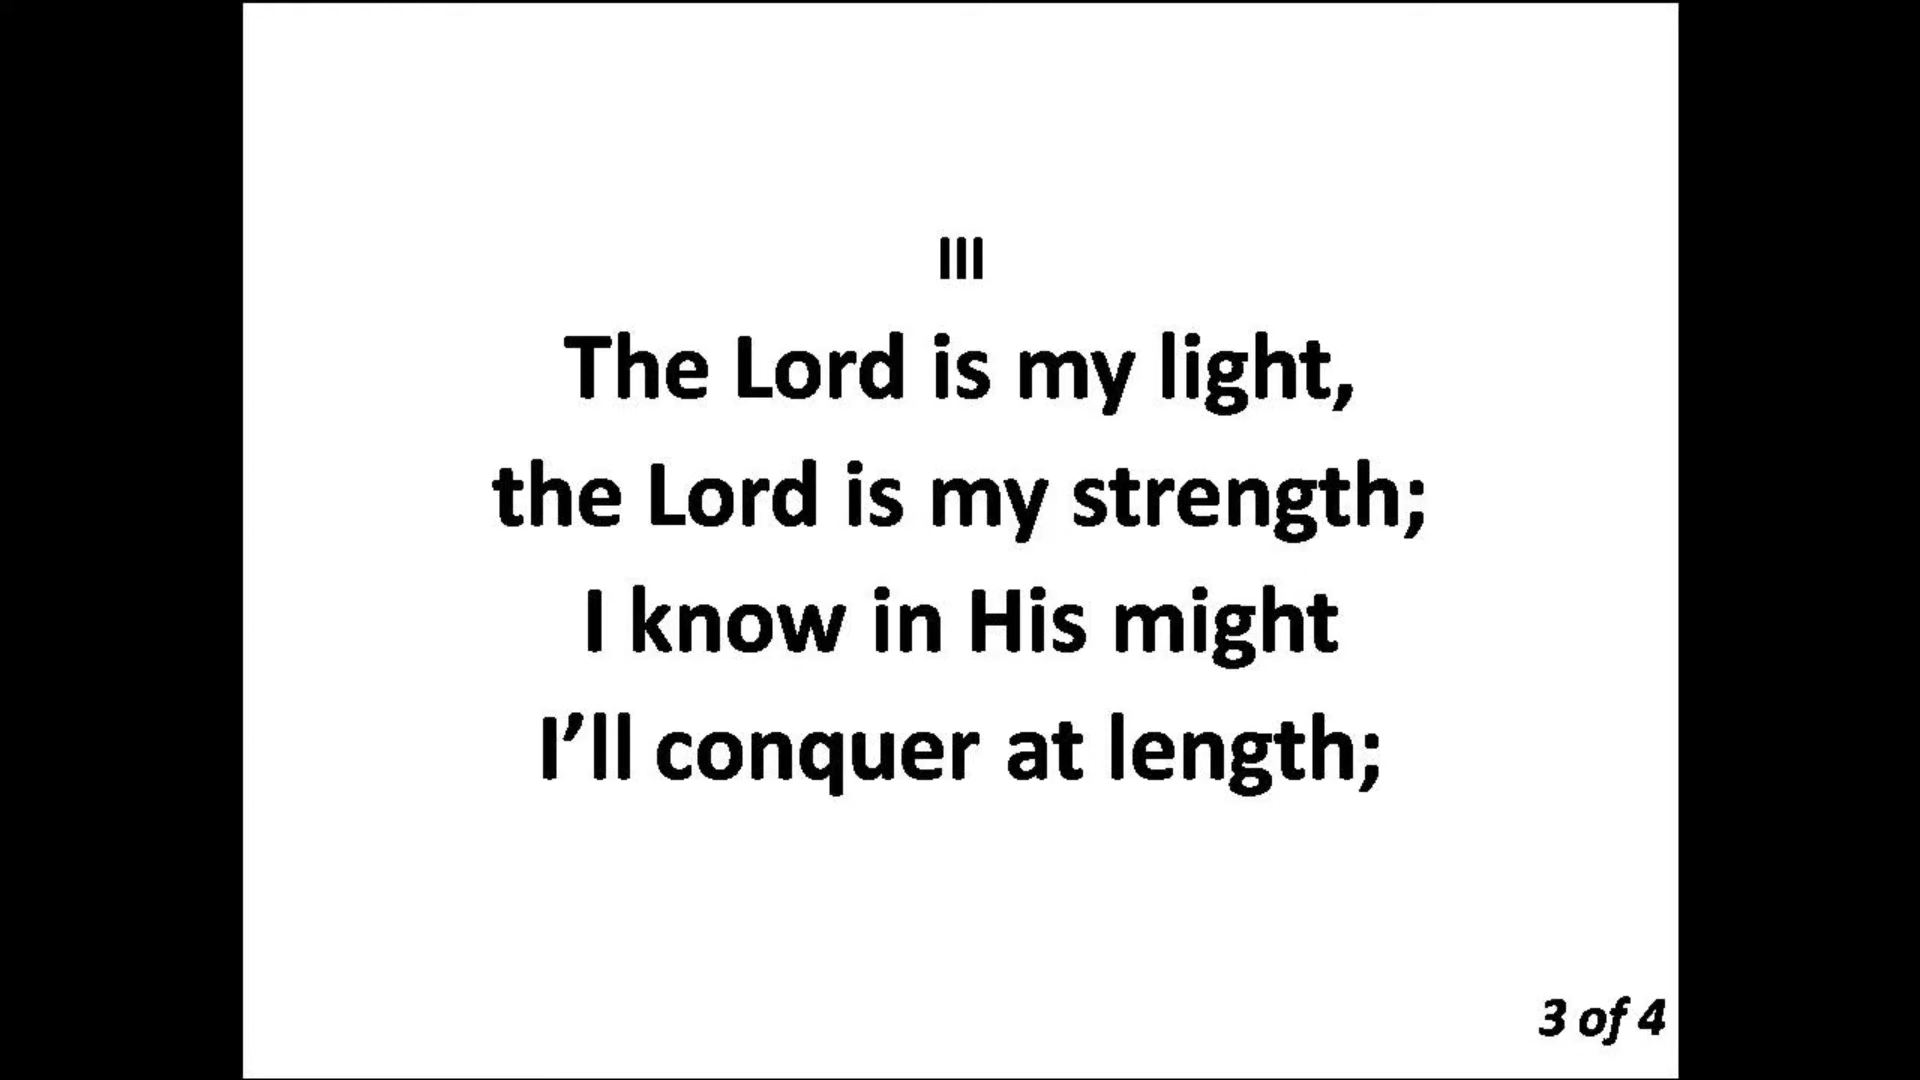 III
The Lord is my light,
the Lord is my strength;
I know in His might
I’ll conquer at length;
3 of 4